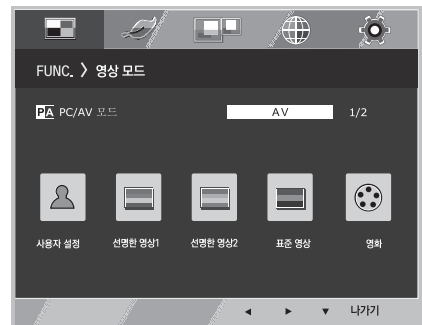 FUNC. > 영상 모드
PA PC/AV 모드 AV 1/2
사용자 설정 선명한 영상1 선명한 영상2 표준 영상 영화
◄ ► ▼ 나가기